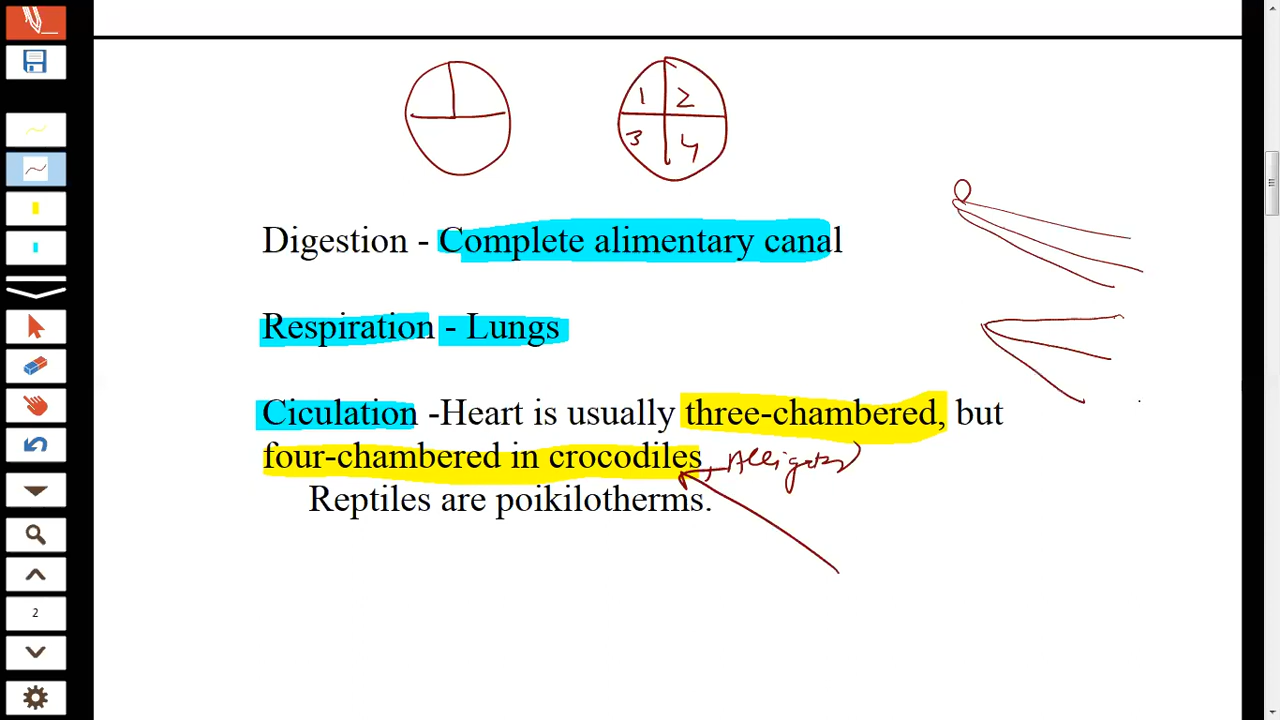 1 2
3 4
Digestion - Complete alimentary canal
Respiration - Lungs
Ciculation -Heart is usually three-chambered, but
four-chambered in crocodiles, Alligator
Reptiles are poikilotherms.
2